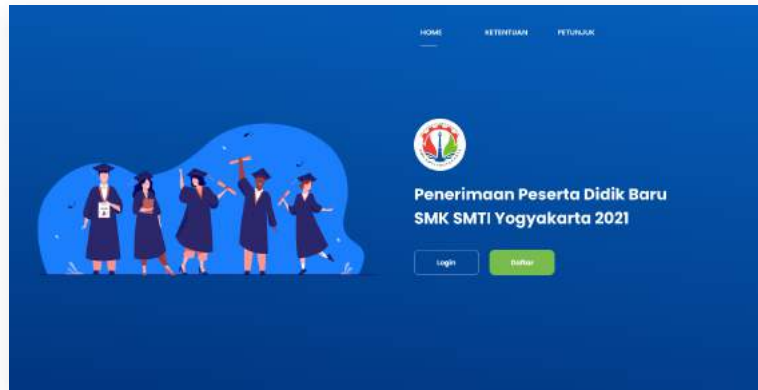 HOME KETENTUAN PETUNJUK
Penerimaan Peserta Didik Baru
SMK SMTI Yogyakarta 2021
Login Daftar